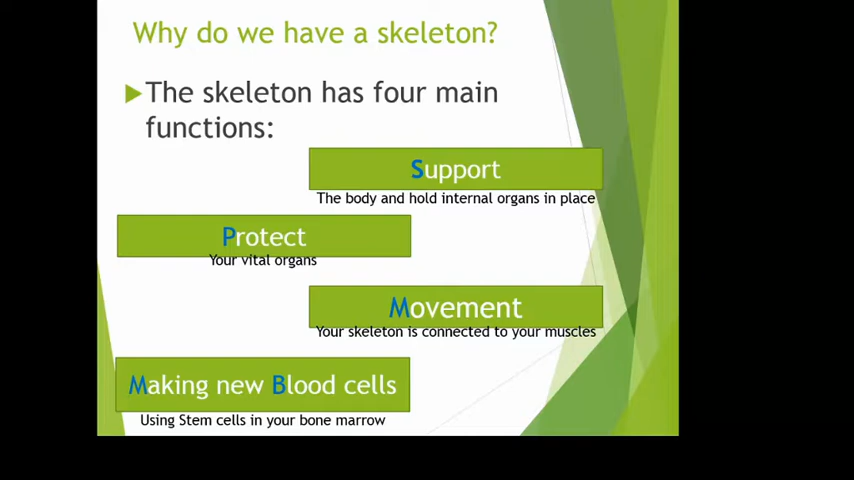 Why do we have a skeleton?
The skeleton has four main
functions:
Support
The body and hold internal organs in place
Protect
Your vital organs
Movement
Your skeleton is connected to your muscles
Making new Blood cells
Using Stem cells in your bone marrow